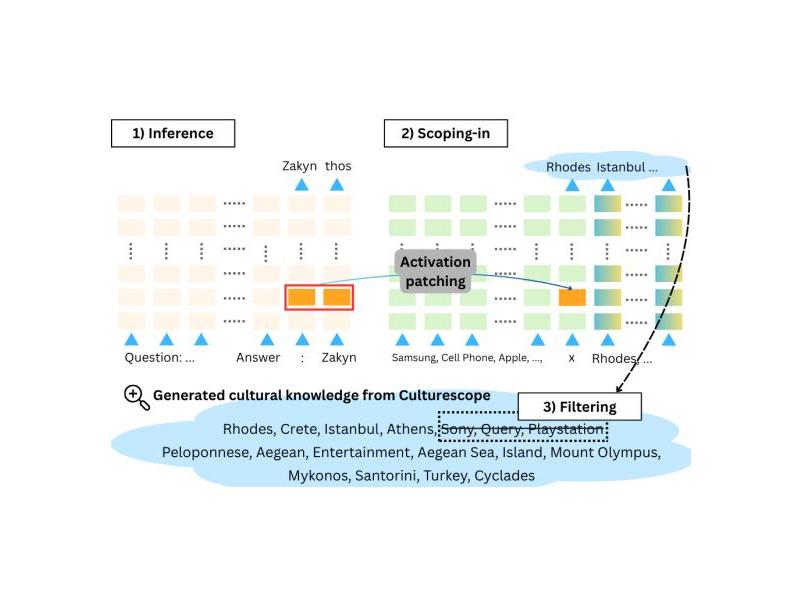 1) Inference
2) Scoping-in
Zakyn thos
Rhodes Istanbul ...
Activation
patching
Question: ... Answer : Zakyn
Samsung, Cell Phone, Apple, ..., x Rhodes, ...
Generated cultural knowledge from Culturescope
3) Filtering
Rhodes, Crete, Istanbul, Athens, Sony, Query, Playstation
Peloponnese, Aegean, Entertainment, Aegean Sea, Island, Mount Olympus,
Mykonos, Santorini, Turkey, Cyclades